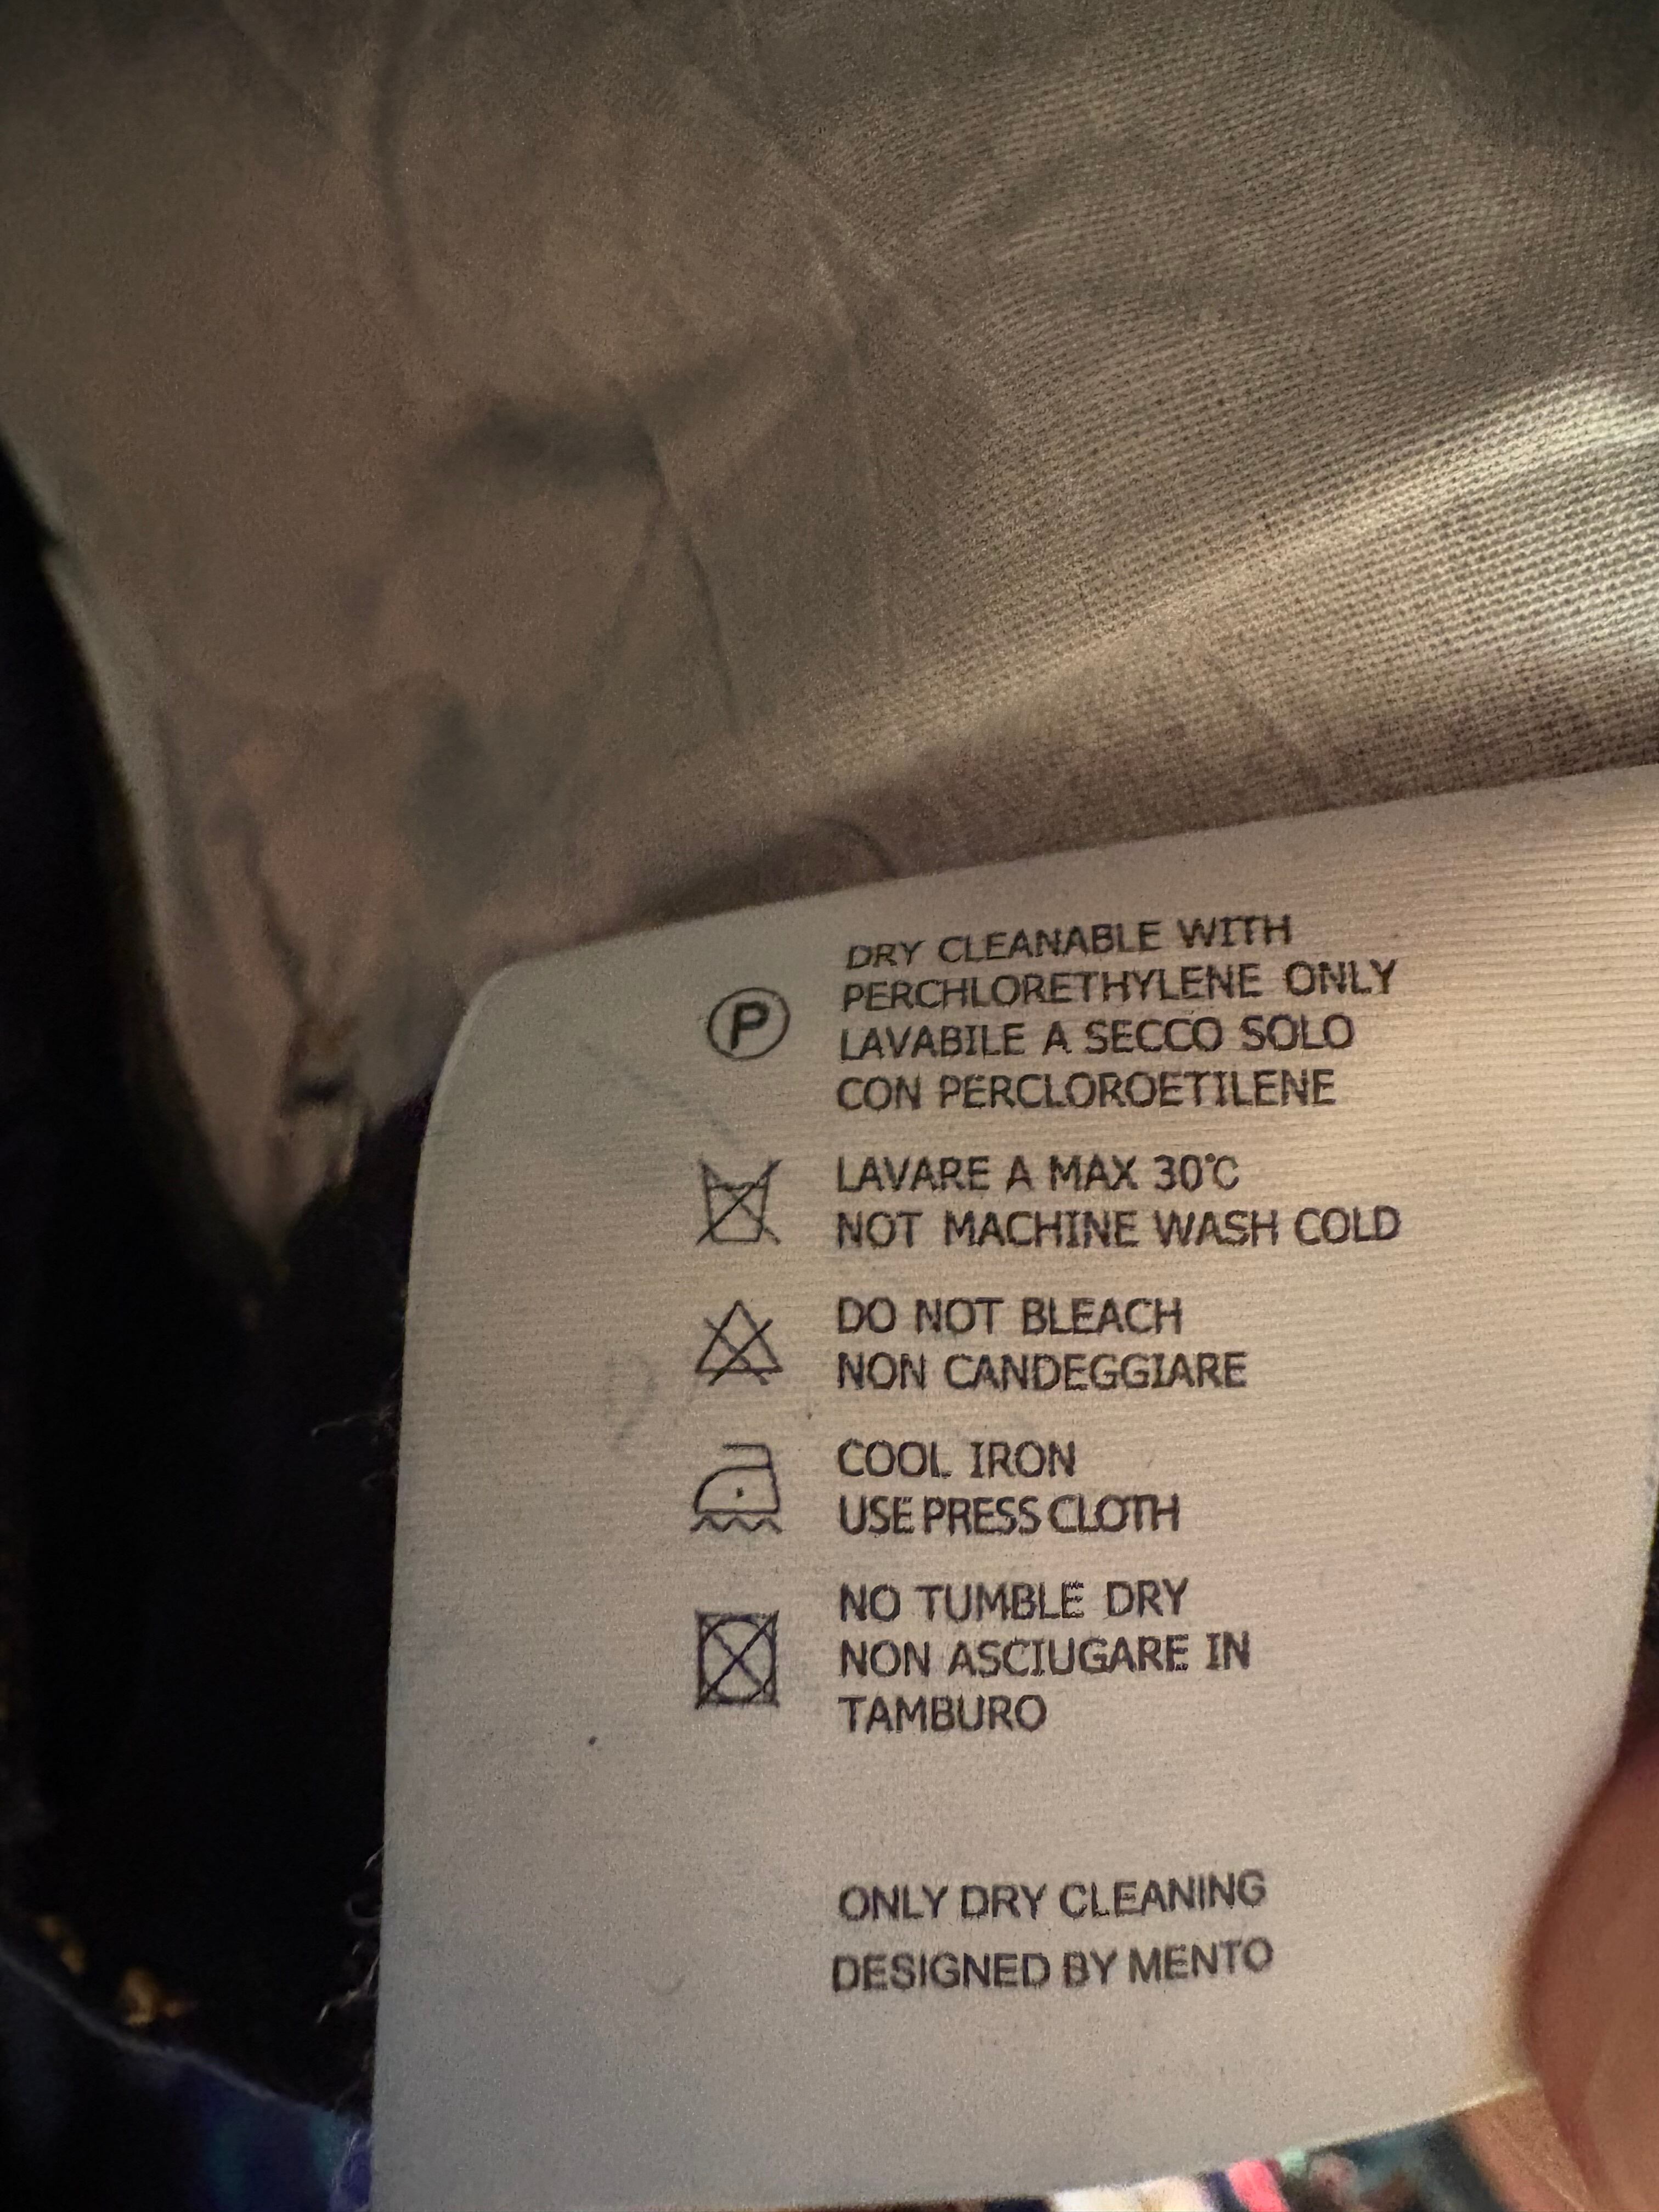 DRY CLEANABLE WITH
PERCHLORETHYLENE ONLY
LAVABILE A SECCO SOLO
CON PERCLOROETILENE
P
LAVARE A MAX 30°C
NOT MACHINE WASH COLD
DO NOT BLEACH
NON CANDEGGIARE
COOL IRON
USE PRESS CLOTH
NO TUMBLE DRY
NON ASCIUGARE IN
TAMBURO
ONLY DRY CLEANING
DESIGNED BY MENTO